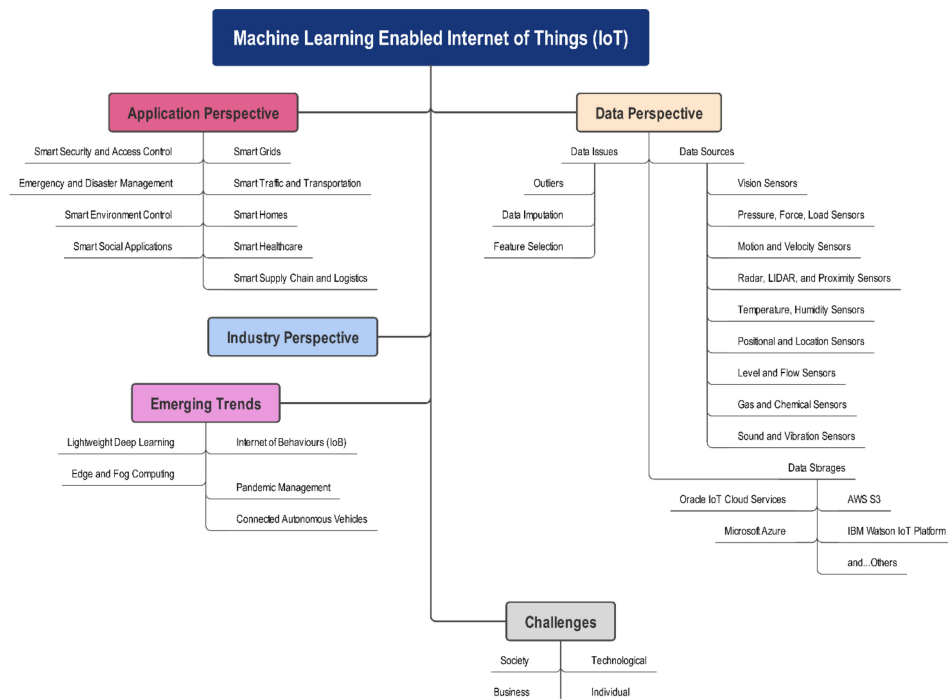 Machine Learning Enabled Internet of Things (IoT)
Application Perspective
Smart Security and Access Control
Smart Grids
Emergency and Disaster Management
Smart Traffic and Transportation
Smart Environment Control
Smart Homes
Smart Social Applications
Smart Healthcare
Smart Supply Chain and Logistics
Data Perspective
Data Issues
Outliers
Data Imputation
Feature Selection
Data Sources
Vision Sensors
Pressure, Force, Load Sensors
Motion and Velocity Sensors
Radar, LIDAR, and Proximity Sensors
Temperature, Humidity Sensors
Positional and Location Sensors
Level and Flow Sensors
Gas and Chemical Sensors
Sound and Vibration Sensors
Data Storages
Oracle IoT Cloud Services
AWS S3
Microsoft Azure
IBM Watson IoT Platform
and...Others
Industry Perspective
Emerging Trends
Lightweight Deep Learning
Internet of Behaviours (IoB)
Edge and Fog Computing
Pandemic Management
Connected Autonomous Vehicles
Challenges
Society
Technological
Business
Individual